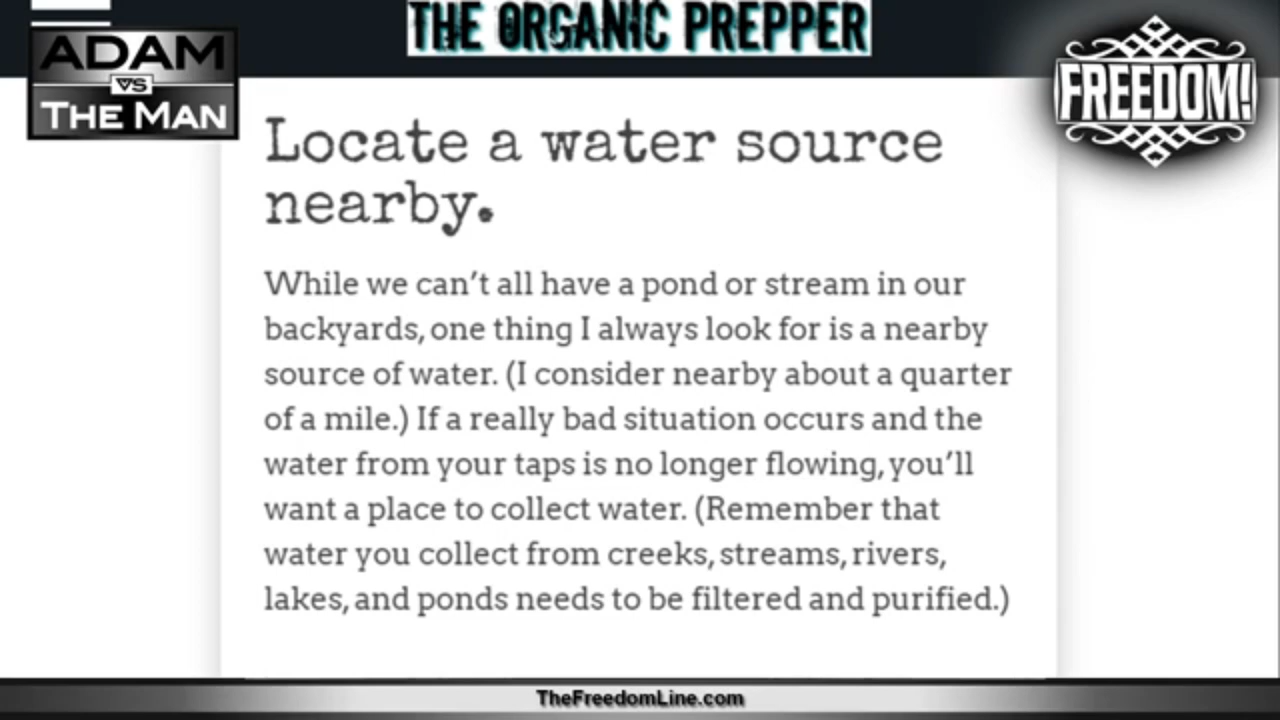 THE ORGANIC PREPPER
ADAM
VS
THE MAN
FREEDOM!
Locate a water source
nearby.
While we can’t all have a pond or stream in our
backyards, one thing I always look for is a nearby
source of water. (I consider nearby about a quarter
of a mile.) If a really bad situation occurs and the
water from your taps is no longer flowing, you’ll
want a place to collect water. (Remember that
water you collect from creeks, streams, rivers,
lakes, and ponds needs to be filtered and purified.)
TheFreedomLine.com